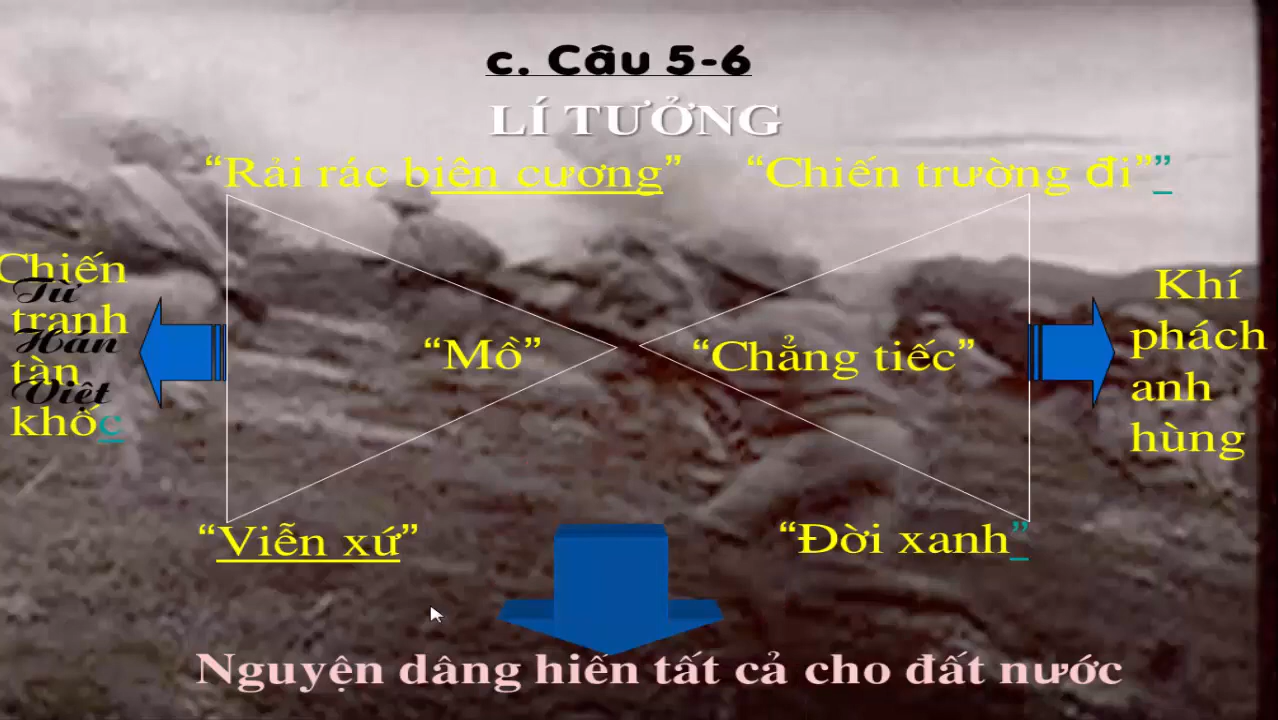 c. Câu 5-6
LÍ TƯỞNG
“Rải rác biên cương”
“Chiến trường đi””
Chiến
tranh
tàn
khốc
Từ
Hán
Việt
“Mồ”
“Chẳng tiếc”
Khí
phách
anh
hùng
“Viễn xứ”
“Đời xanh”
Nguyện dâng hiến tất cả cho đất nước